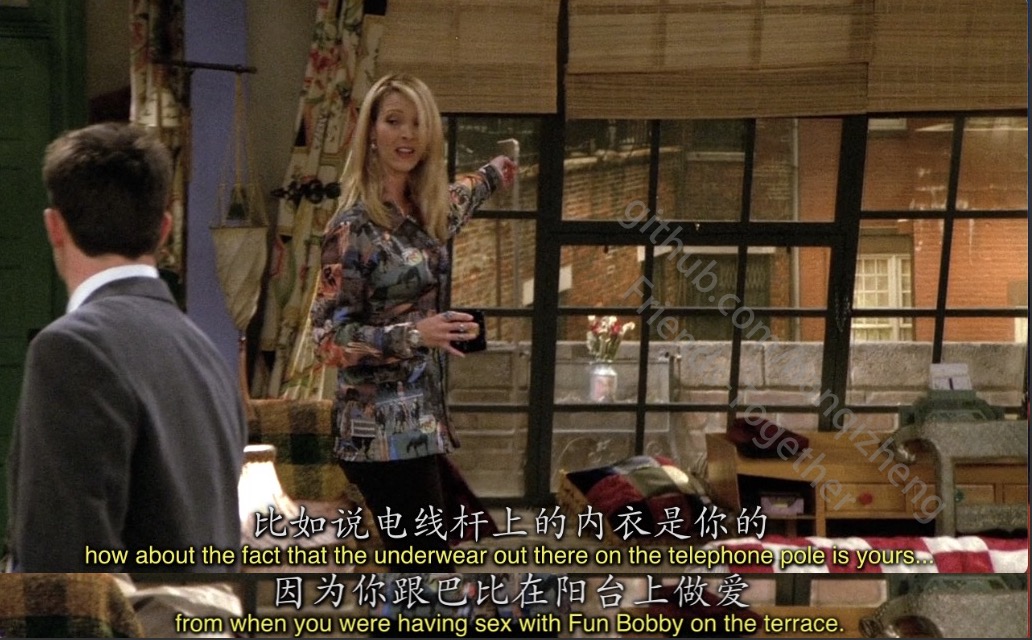 github.com
Together
比如说电线杆上的内衣是你的
how about the fact that the underwear out there on the telephone pole is yours...
因为你跟巴比在阳台上做爱
from when you were having sex with Fun Bobby on the terrace.